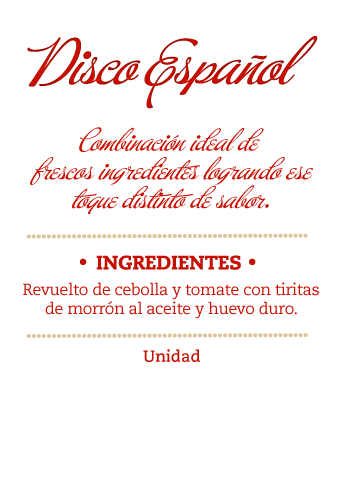 Disco Español
Combinación ideal de
frescos ingredientes logrando ese
toque distinto de sabor.
• INGREDIENTES •
Revuelto de cebolla y tomate con tiritas
de morrón al aceite y huevo duro.
Unidad